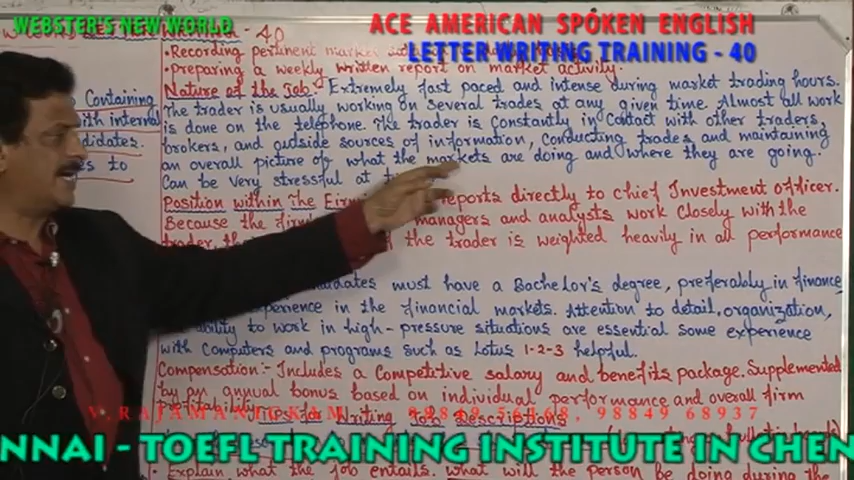 WEBSTER'S NEW WORLD
- 40
ACE AMERICAN SPOKEN ENGLISH
LETTER WRITING TRAINING - 40
• Recording pertinent market
• Preparing a weekly written report on market activity.
Nature of the Job:- Extremely fast paced and intense during market trading hours.
The trader is usually working on several trades at any given time. Almost all work
is done on the telephone. The trader is constantly in contact with other traders,
brokers, and outside sources of information, conducting trades and maintaining
an overall picture of what the markets are doing and where they are going.
Can be very stressful at
Position within The Firm reports directly to chief Investment officer.
Because the firm managers and analysts work closely with the
trader, the trader is weighted heavily in all performance
Containing
with internal
to
must have a Bachelor's degree, preferably in finance,
in the financial markets. Attention to detail, organization,
to work in high-pressure situations are essential some experience
with computers and programs such as Lotus 1-2-3 helpful.
Compensation:- Includes a competitive salary and benefits package. Supplemented
by an annual bonus based on individual performance and overall firm
for Writing Job Descriptions
V.RAJAMANICKAM 98849 68937
NNAI - TOEFL TRAINING INSTITUTE IN CHEN
• Explain what the job entails. what will the person be doing during the